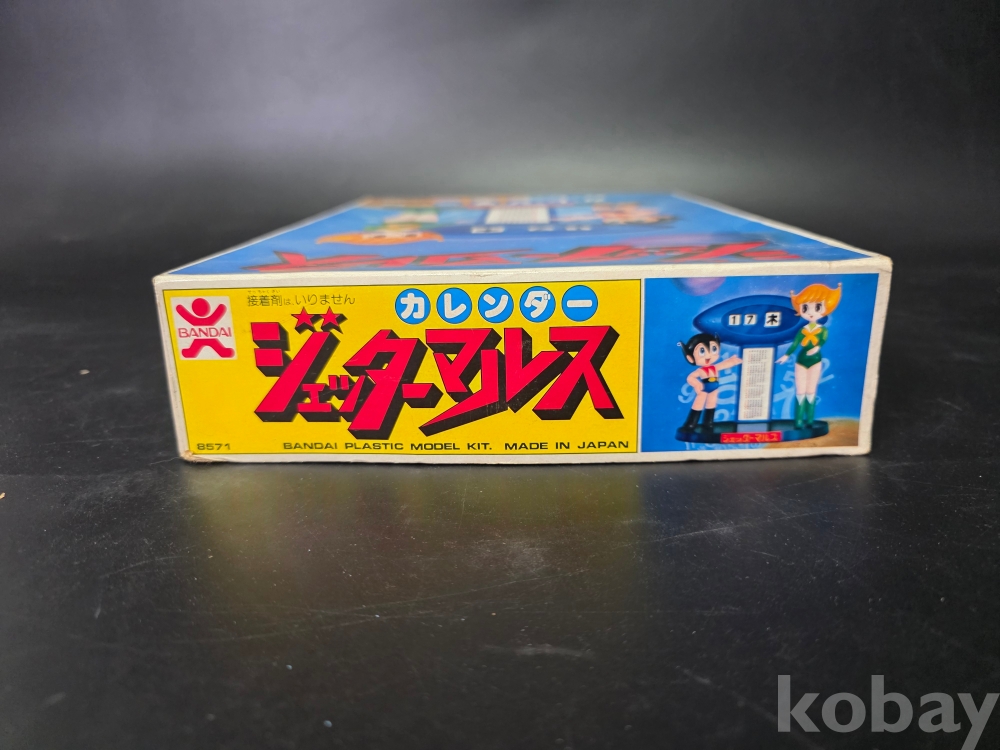 BANDAI
接着剤は、いりません
カレンダー
ジェッターマルス
8571
BANDAI PLASTIC MODEL KIT. MADE IN JAPAN
17 木
ジェッターマルス
kobay